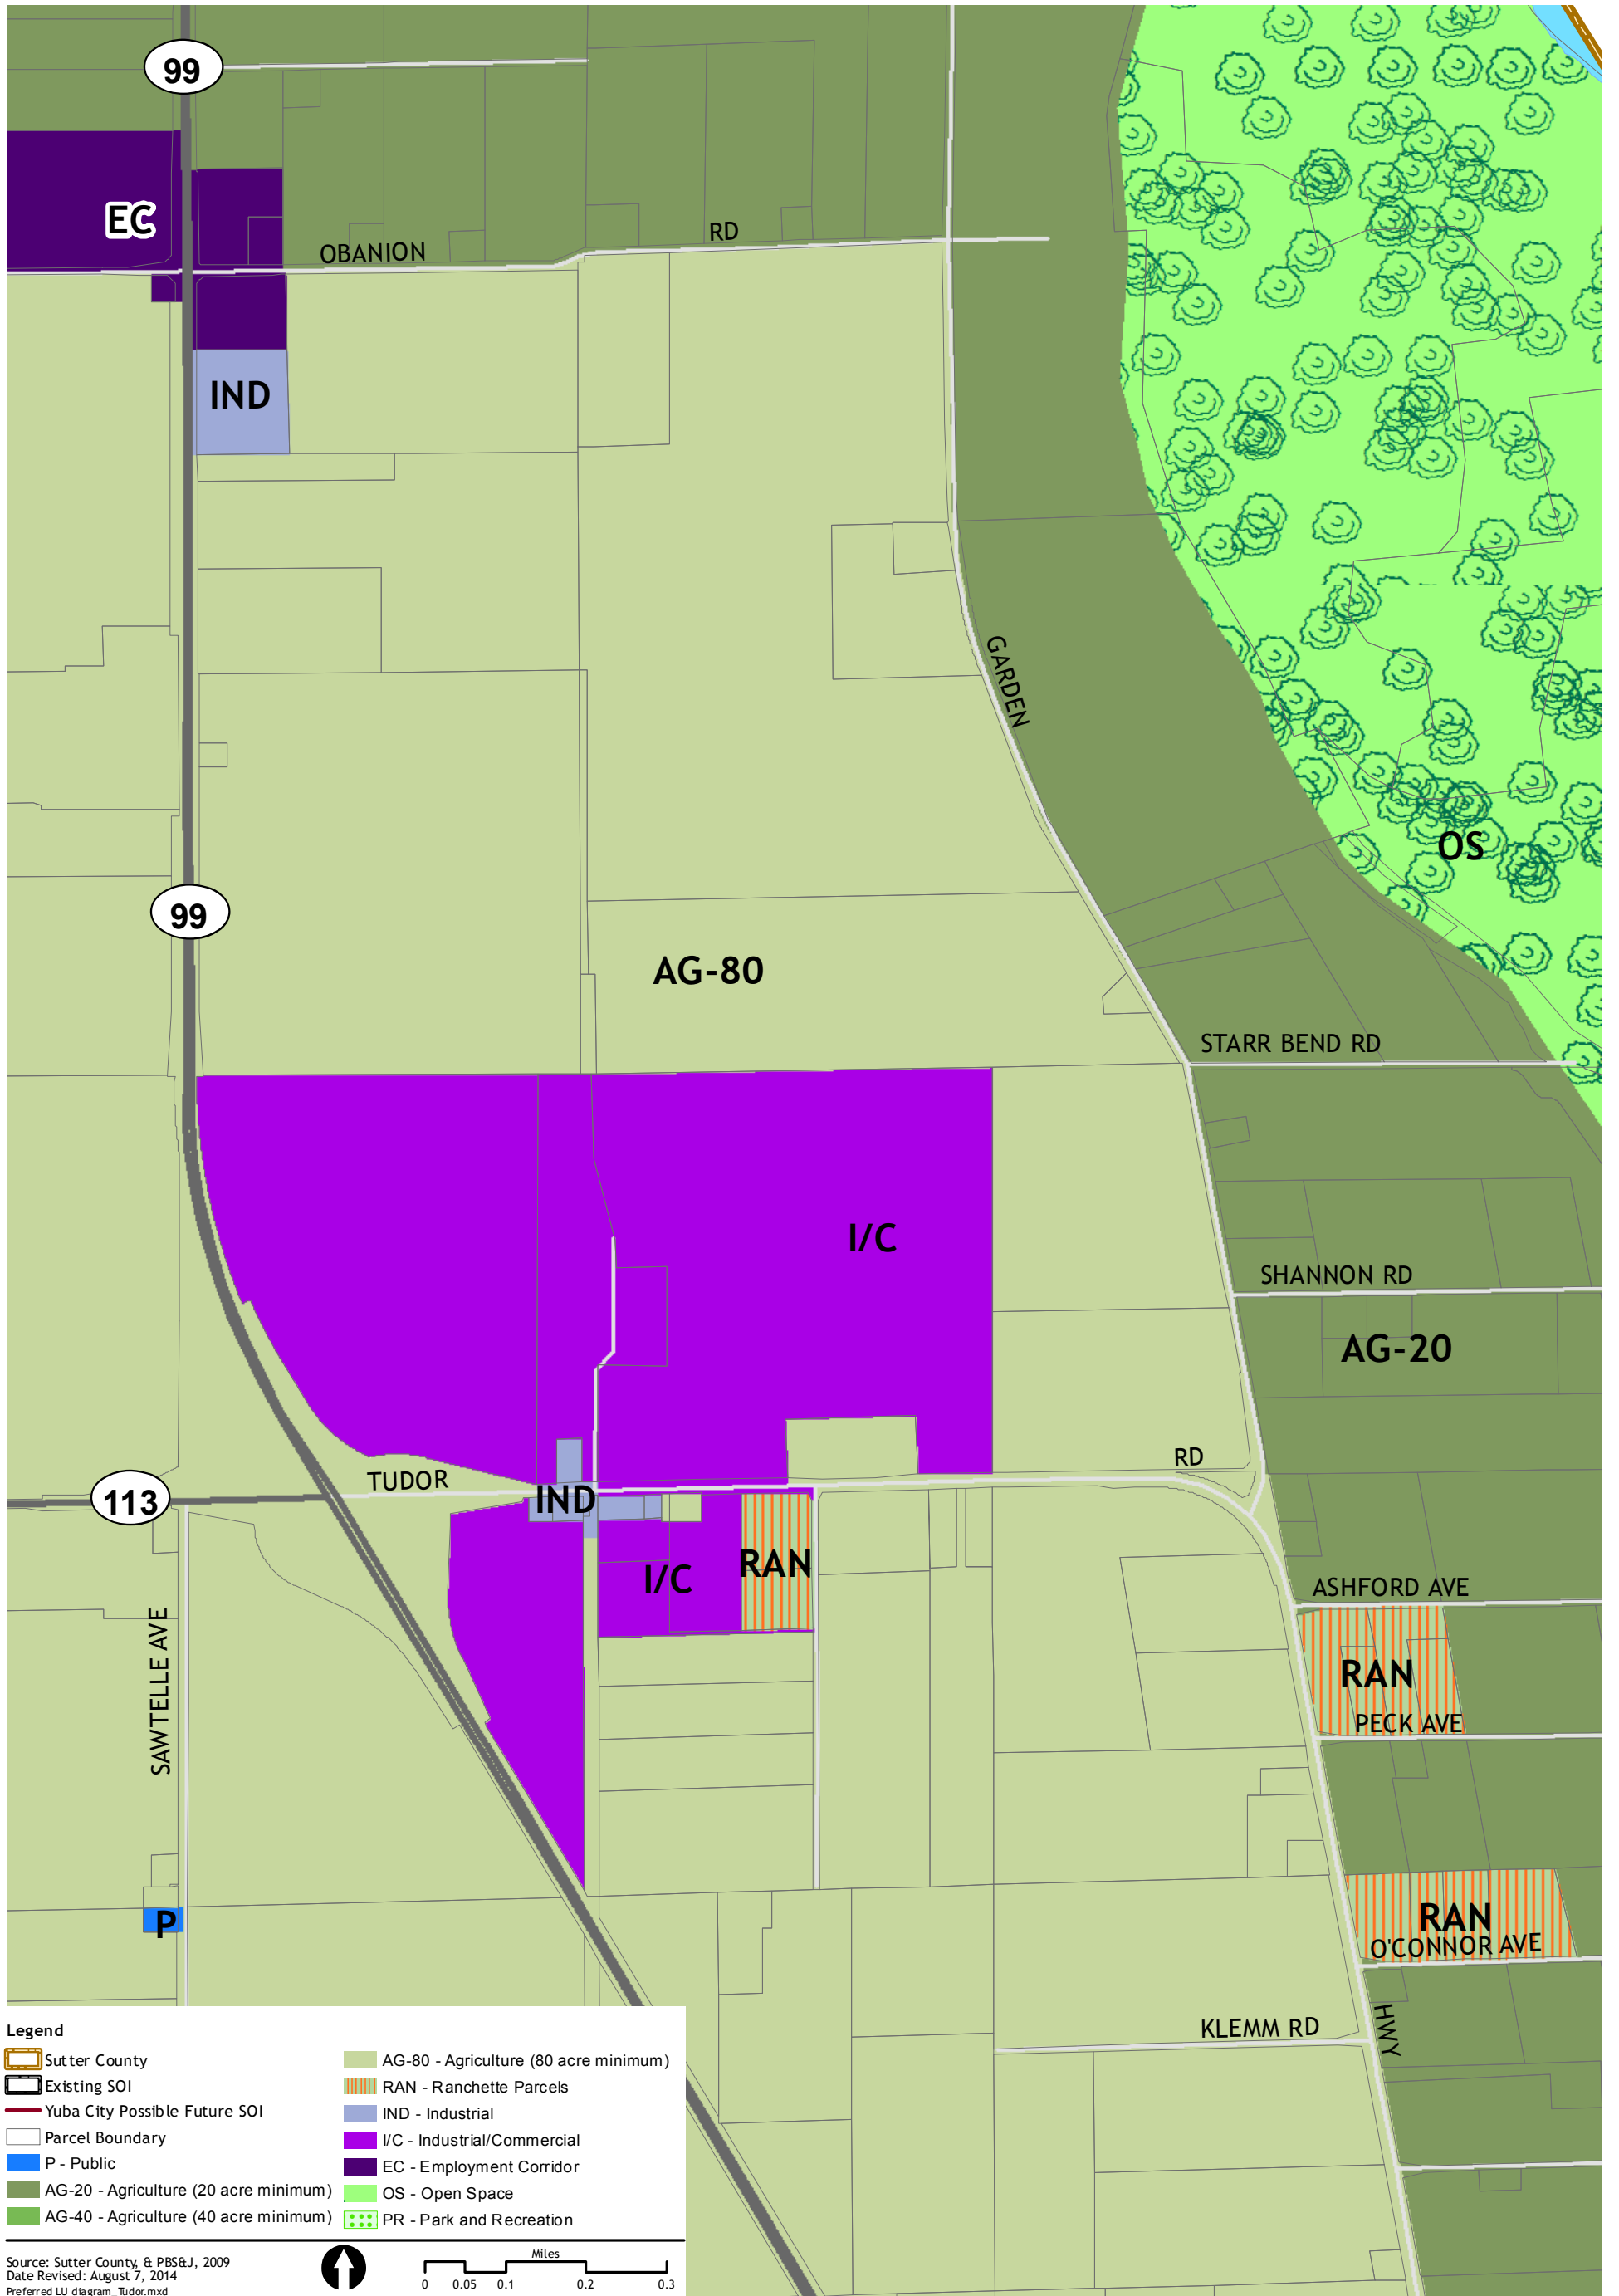 99
EC
OBANION
RD
IND
GARDEN
OS
99
AG-80
STARR BEND RD
I/C
SHANNON RD
AG-20
RD
TUDOR
113
IND
RAN
I/C
ASHFORD AVE
SAWTELLE AVE
RAN
PECK AVE
P
RAN
O'CONNOR AVE
HWY
KLEMM RD
Legend
Sutter County
Existing SOI
Yuba City Possible Future SOI
Parcel Boundary
P - Public
AG-20 - Agriculture (20 acre minimum)
AG-40 - Agriculture (40 acre minimum)
AG-80 - Agriculture (80 acre minimum)
RAN - Ranchette Parcels
IND - Industrial
I/C - Industrial/Commercial
EC - Employment Corridor
OS - Open Space
PR - Park and Recreation
Source: Sutter County, & PBS&J, 2009
Date Revised: August 7, 2014
Preferred LU diagram_Tudor.mxd
Miles
0 0.05 0.1 0.2 0.3